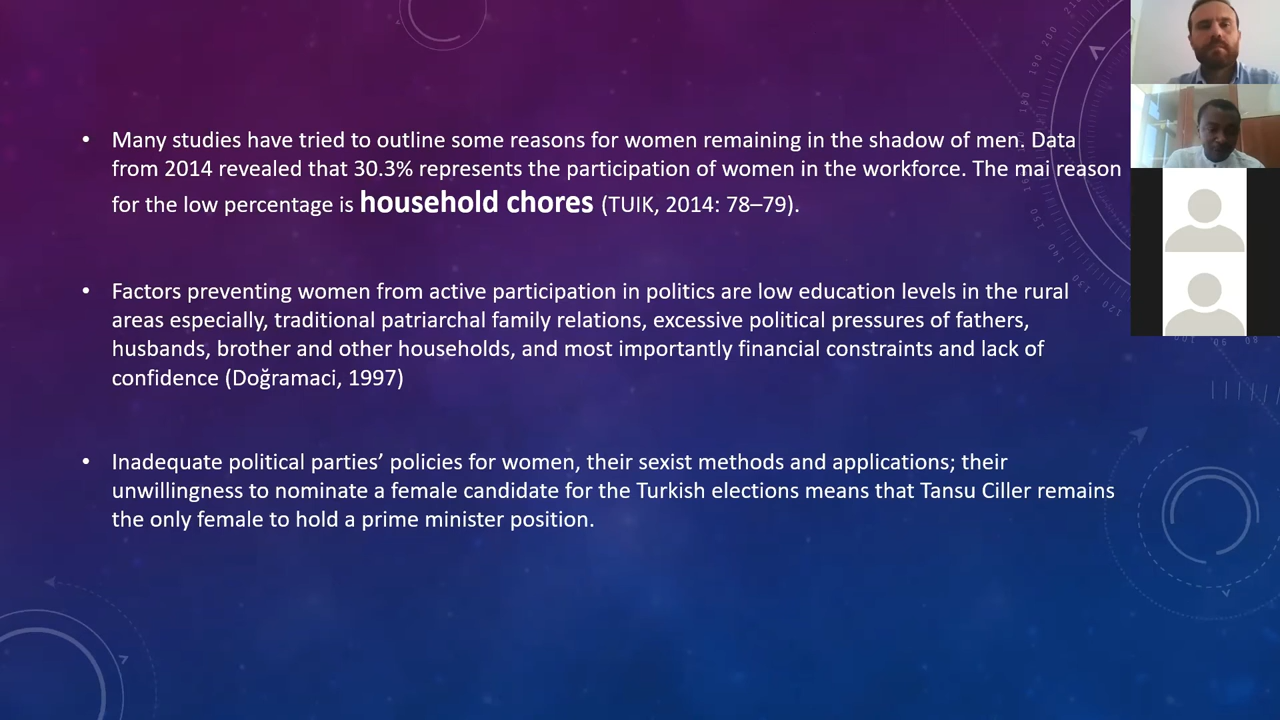 • Many studies have tried to outline some reasons for women remaining in the shadow of men. Data
from 2014 revealed that 30.3% represents the participation of women in the workforce. The mai reason
for the low percentage is household chores (TUIK, 2014: 78–79).
• Factors preventing women from active participation in politics are low education levels in the rural
areas especially, traditional patriarchal family relations, excessive political pressures of fathers,
husbands, brother and other households, and most importantly financial constraints and lack of
confidence (Doğramaci, 1997)
• Inadequate political parties’ policies for women, their sexist methods and applications; their
unwillingness to nominate a female candidate for the Turkish elections means that Tansu Ciller remains
the only female to hold a prime minister position.